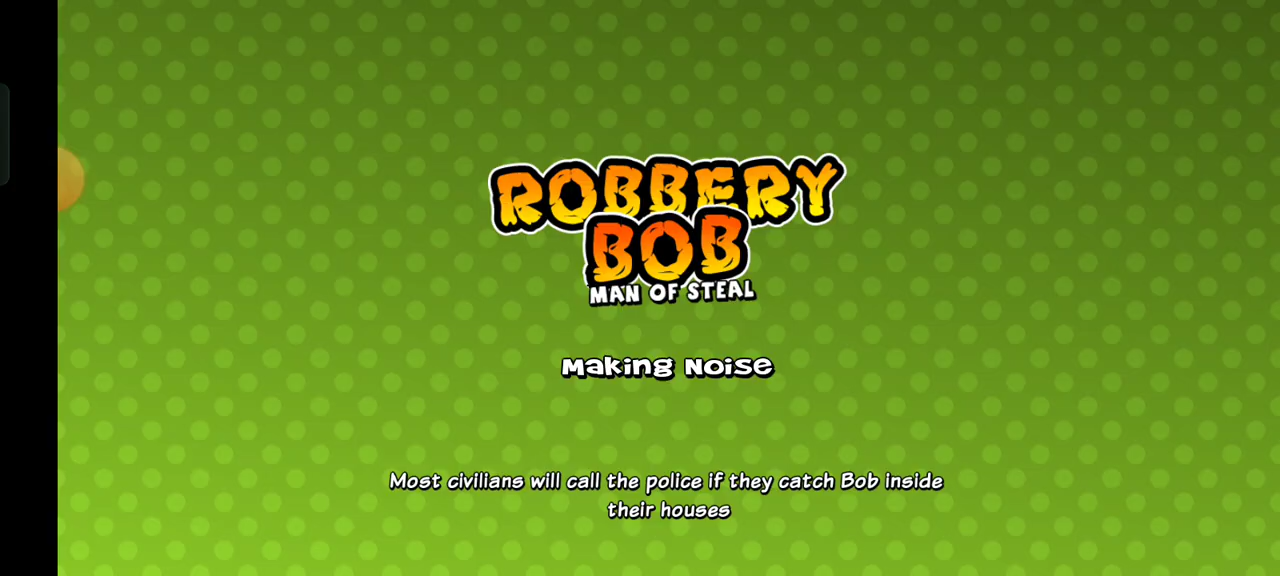 ROBBERY
BOB
MAN OF STEAL
Making Noise
Most civilians will call the police if they catch Bob inside
their houses